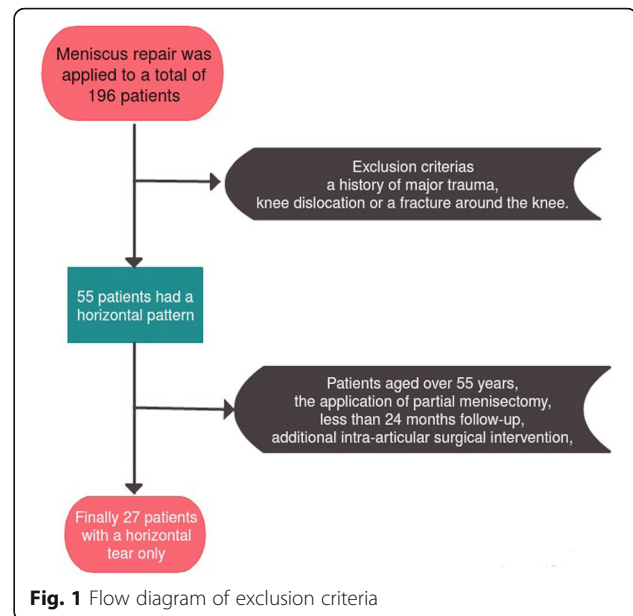 Meniscus repair was
applied to a total of
196 patients
Exclusion criterias
a history of major trauma,
knee dislocation or a fracture around the knee.
55 patients had a
horizontal pattern
Patients aged over 55 years,
the application of partial menisectomy,
less than 24 months follow-up,
additional intra-articular surgical intervention,
Finally 27 patients
with a horizontal
tear only
Fig. 1 Flow diagram of exclusion criteria